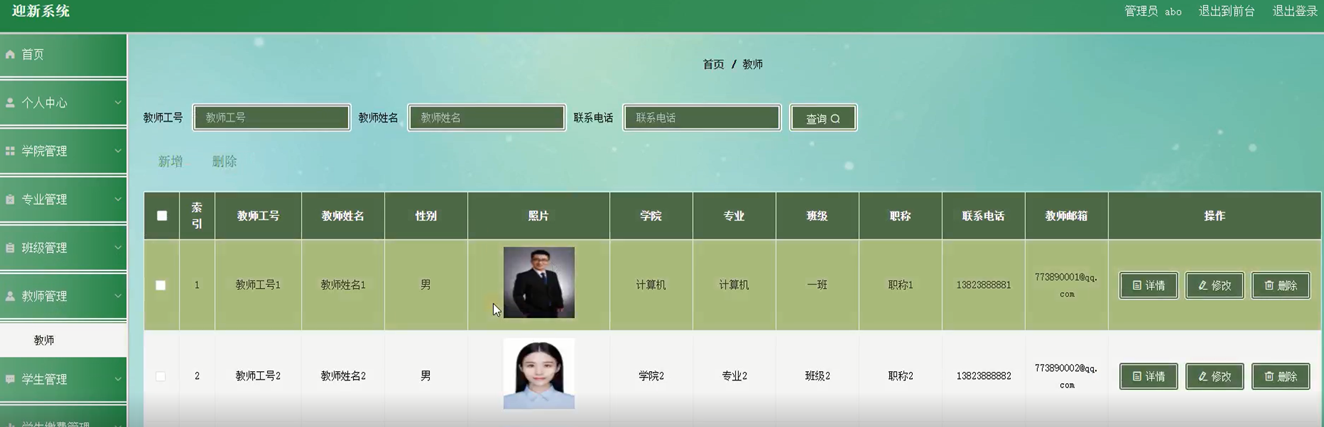 迎新系统
管理员 abo 退出到前台 退出登录
首页
个人中心
学院管理
专业管理
班级管理
教师管理
教师
学生管理
学生缴费管理
首页 / 教师
教师工号 教师工号 教师姓名 教师姓名 联系电话 联系电话 查询
新增 删除
索引 教师工号 教师姓名 性别 照片 学院 专业 班级 职称 联系电话 教师邮箱 操作
1 教师工号1 教师姓名1 男 计算机 计算机 一班 职称1 13823888881 773890001@qq.com 详情 修改 删除
2 教师工号2 教师姓名2 男 学院2 专业2 班级2 职称2 13823888882 773890002@qq.com 详情 修改 删除